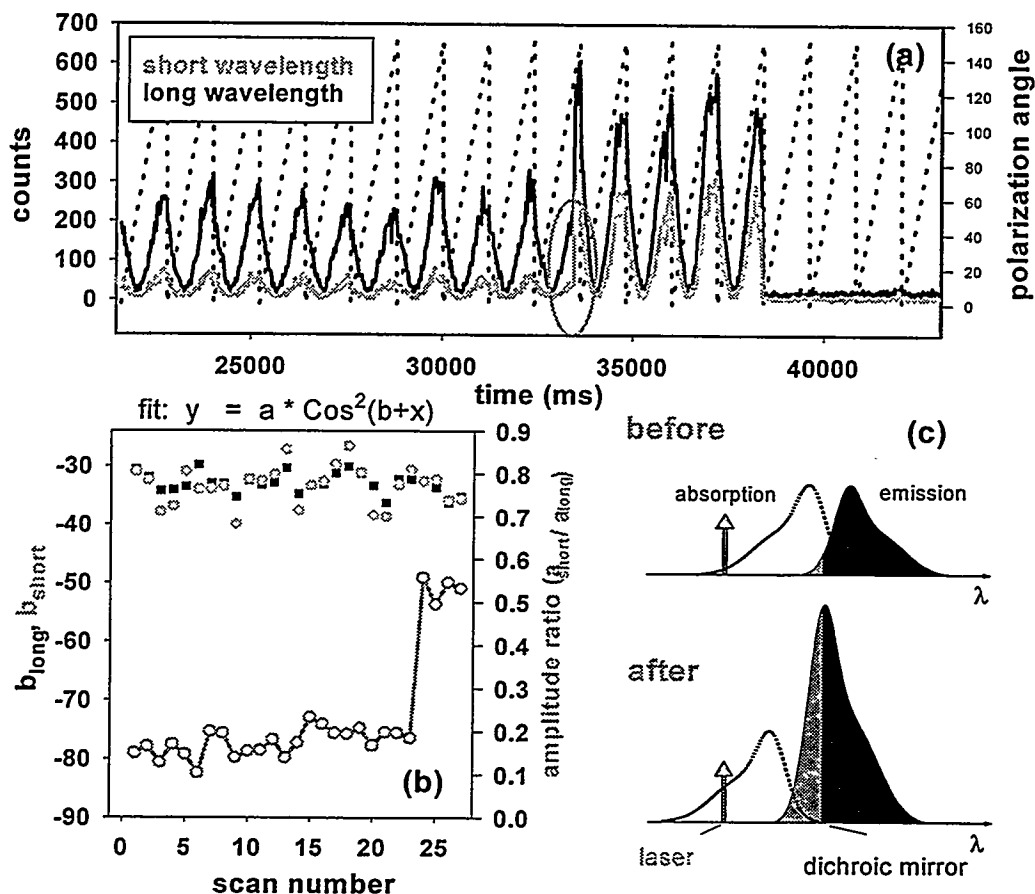 700
600
500
400
300
200
100
0
counts
short wavelength
long wavelength
(a)
160
140
120
100
80
60
40
20
0
polarization angle
25000
30000
35000
40000
time (ms)
fit: y = a * Cos²(b+x)
-30
-40
-50
-60
-70
-80
-90
b_long, b_short
0.9
0.8
0.7
0.6
0.5
0.4
0.3
0.2
0.1
0.0
amplitude ratio (a_short/ a_long)
(b)
0
5
10
15
20
25
scan number
before
(c)
absorption
emission
λ
after
λ
laser
dichroic mirror